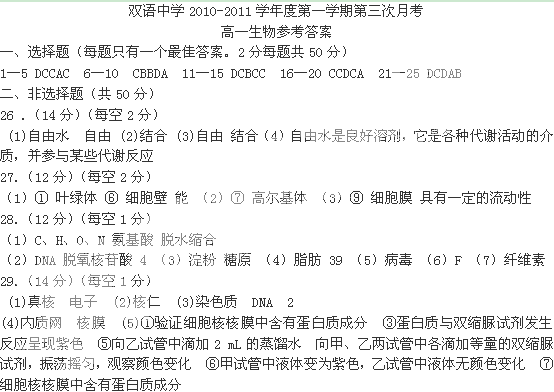 双语中学 2010-2011 学年度第一学期第三次月考
高一生物参考答案
一、选择题（每题只有一个最佳答案。2 分每题共 50 分）
1—5 DCCAC  6—10  CBBDA  11—15 DCBCC  16—20 CCDCA  21—25 DCDAB
二、非选择题（共 50 分）
26 ．（14 分）（每空 2 分）
（1)自由水  自由 (2)结合 (3)自由 结合(4) 自由水是良好溶剂，它是各种代谢活动的介
质，并参与某些代谢反应
27.（12 分）（每空 2 分）
（1）① 叶绿体 ⑥ 细胞壁 能 （2）⑦ 高尔基体 （3）⑨ 细胞膜 具有一定的流动性
28.（12 分）（每空 1 分）
（1）C、H、O、N 氨基酸 脱水缩合
（2）DNA 脱氧核苷酸 4 （3）淀粉 糖原 （4）脂肪 39 （5）病毒 （6）F （7）纤维素
29.（14 分）（每空 1 分）
(1)真核  电子  (2)核仁  (3)染色质  DNA  2
(4)内质网  核膜  (5)①验证细胞核核膜中含有蛋白质成分  ③蛋白质与双缩脲试剂发生
反应呈现紫色  ⑤向乙试管中滴加 2 mL 的蒸馏水  向甲、乙两试管中各滴加等量的双缩脲
试剂，振荡摇匀，观察颜色变化  ⑥甲试管中液体变为紫色，乙试管中液体无颜色变化  ⑦
细胞核核膜中含有蛋白质成分